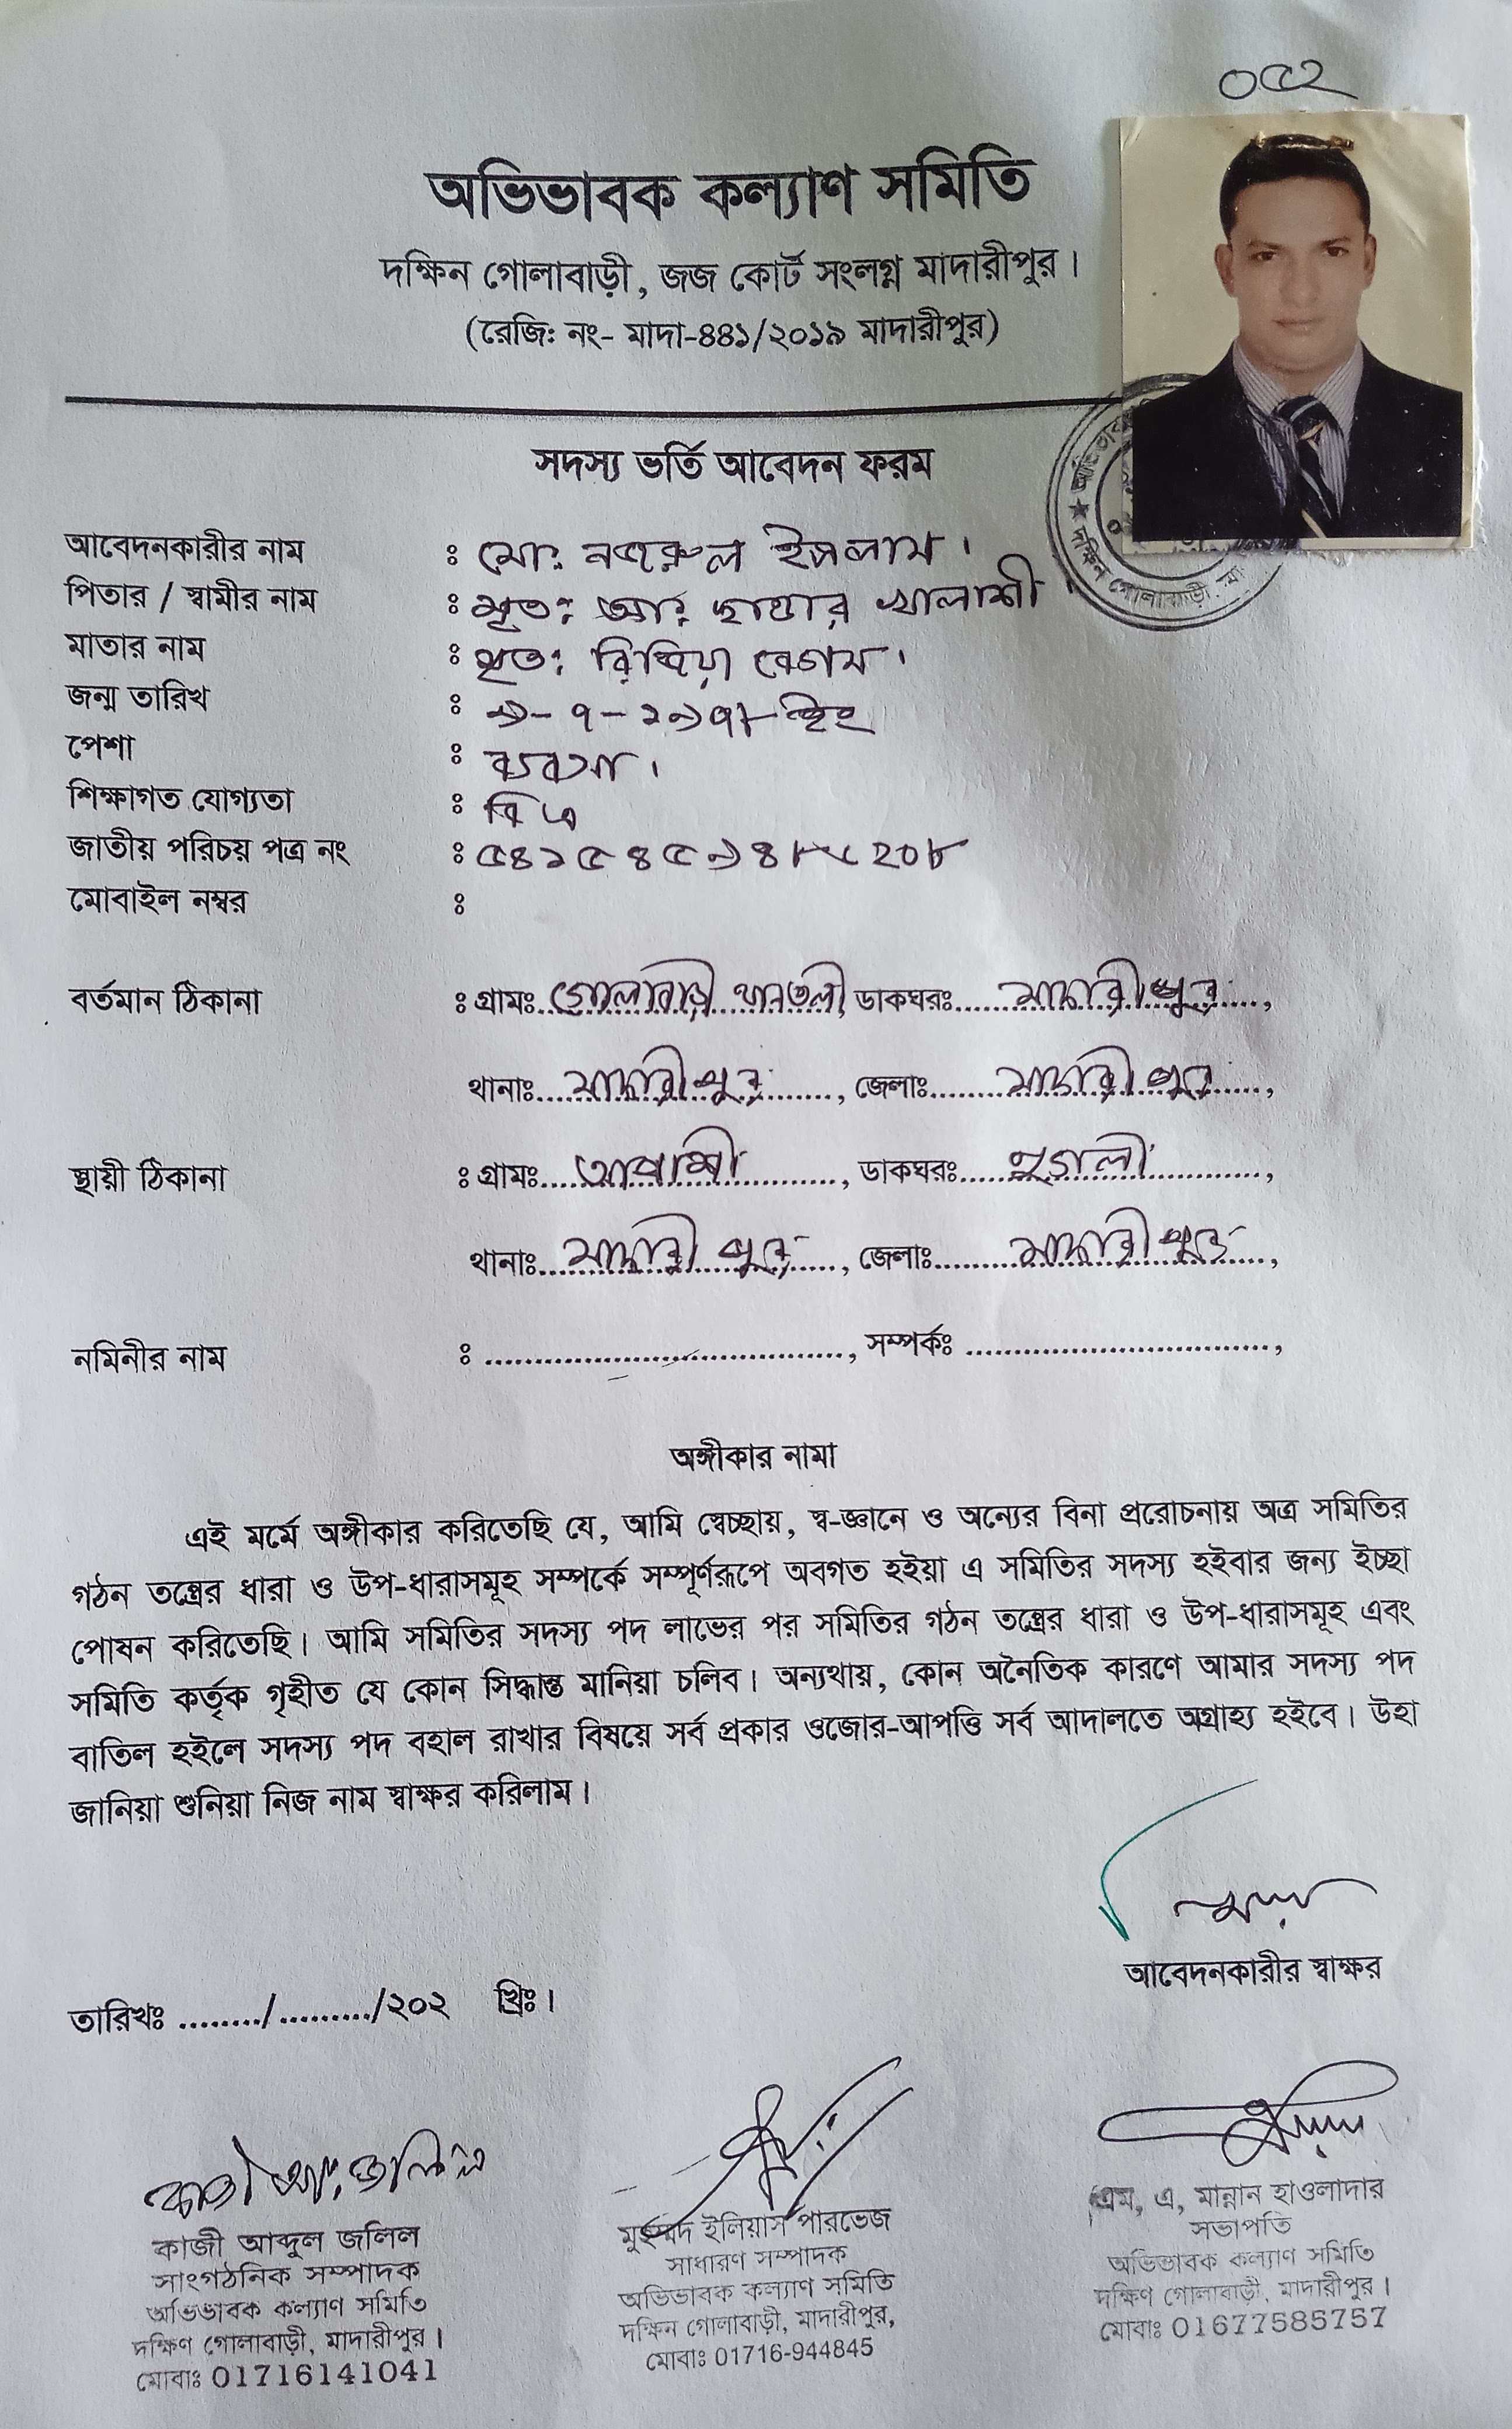 ০৫২
অভিভাবক কল্যাণ সমিতি
দক্ষিন গোলাবাড়ী, জজ কোর্ট সংলগ্ন মাদারীপুর।
(রেজিঃ নং- মাদা-৪৪১/২০১৯ মাদারীপুর)
সদস্য ভর্তি আবেদন ফরম
আবেদনকারীর নাম : মো: নজরুল ইসলাম।
পিতার / স্বামীর নাম : মৃত: আ: ছাত্তার খালাশী
মাতার নাম : মৃত: রিজিয়া বেগম।
জন্ম তারিখ : ৩-৭-১৯৭৮ ইং
পেশা : ব্যবসা।
শিক্ষাগত যোগ্যতা : বি এ
জাতীয় পরিচয় পত্র নং :
মোবাইল নম্বর :
বর্তমান ঠিকানা : গ্রামঃ গোলাবাড়ী থানতলী, ডাকঘরঃ মাদারীপুর,
থানাঃ মাদারীপুর, জেলাঃ মাদারীপুর,
স্থায়ী ঠিকানা : গ্রামঃ, ডাকঘরঃ,
থানাঃ মাদারীপুর, জেলাঃ মাদারীপুর,
নমিনীর নাম : ......................................, সম্পর্কঃ ................................,
অঙ্গীকার নামা
এই মর্মে অঙ্গীকার করিতেছি যে, আমি স্বেচ্ছায়, স্ব-জ্ঞানে ও অন্যের বিনা প্ররোচনায় অত্র সমিতির
গঠন তন্ত্রের ধারা ও উপ-ধারাসমূহ সম্পর্কে সম্পূর্ণরূপে অবগত হইয়া এ সমিতির সদস্য হইবার জন্য ইচ্ছা
পোষন করিতেছি। আমি সমিতির সদস্য পদ লাভের পর সমিতির গঠন তন্ত্রের ধারা ও উপ-ধারাসমূহ এবং
সমিতি কর্তৃক গৃহীত যে কোন সিদ্ধান্ত মানিয়া চলিব। অন্যথায়, কোন অনৈতিক কারণে আমার সদস্য পদ
বাতিল হইলে সদস্য পদ বহাল রাখার বিষয়ে সর্ব প্রকার ওজোর-আপত্তি সর্ব আদালতে অগ্রাহ্য হইবে। উহা
জানিয়া শুনিয়া নিজ নাম স্বাক্ষর করিলাম।
আবেদনকারীর স্বাক্ষর
তারিখঃ ........./........../২০২ খ্রিঃ।
কাজী আঃ জলিল
কাজী আব্দুল জলিল
সাংগঠনিক সম্পাদক
অভিভাবক কল্যাণ সমিতি
দক্ষিণ গোলাবাড়ী, মাদারীপুর।
মোবাঃ 01716141041
মুহম্মদ ইলিয়াস পারভেজ
সাধারণ সম্পাদক
অভিভাবক কল্যাণ সমিতি
দক্ষিন গোলাবাড়ী, মাদারীপুর,
মোবাঃ 01716-944845
এম, এ, মান্নান হাওলাদার
সভাপতি
অভিভাবক কল্যাণ সমিতি
দক্ষিণ গোলাবাড়ী, মাদারীপুর।
মোবাঃ 01677585757